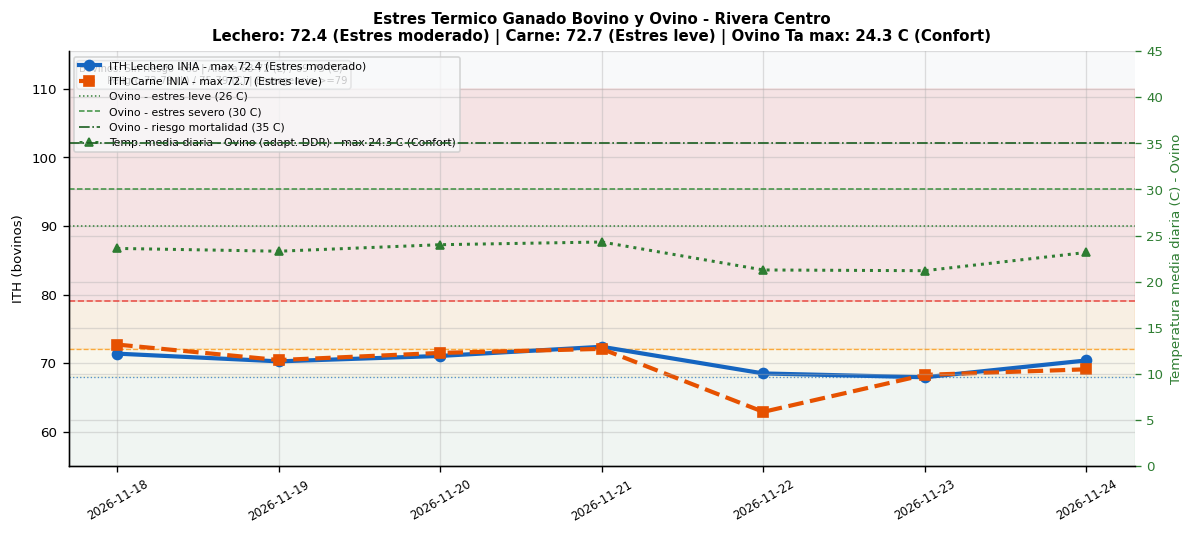 Estres Termico Ganado Bovino y Ovino - Rivera Centro
Lechero: 72.4 (Estres moderado) | Carne: 72.7 (Estres leve) | Ovino Ta max: 24.3 C (Confort)
ITH Lechero INIA - max 72.4 (Estres moderado)
ITH Carne INIA - max 72.7 (Estres leve)
>=79
Ovino - estres leve (26 C)
Ovino - estres severo (30 C)
Ovino - riesgo mortalidad (35 C)
Temp. media diaria - Ovino (adapt. DDR) - max 24.3 C (Confort)
ITH (bovinos)
110
100
90
80
70
60
45
40
35
30
25
20
15
10
5
0
Temperatura media diaria (C) - Ovino
2026-11-18
2026-11-19
2026-11-20
2026-11-21
2026-11-22
2026-11-23
2026-11-24